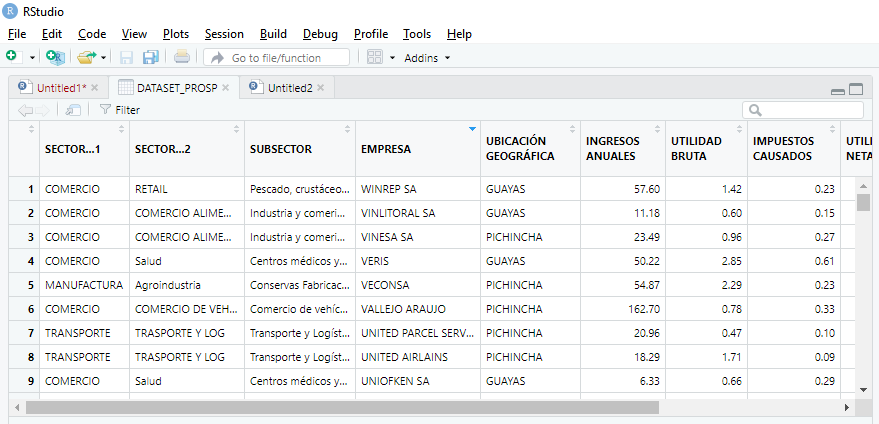 RStudio
File Edit Code View Plots Session Build Debug Profile Tools Help
Go to file/function Addins
Untitled1* DATASET_PROSP Untitled2
Filter
SECTOR...1 SECTOR...2 SUBSECTOR EMPRESA UBICACIÓN GEOGRÁFICA INGRESOS ANUALES UTILIDAD BRUTA IMPUESTOS CAUSADOS UTILI NETA
1 COMERCIO RETAIL Pescado, crustáceo... WINREP SA GUAYAS 57.60 1.42 0.23
2 COMERCIO COMERCIO ALIME... Industria y comeri... VINLITORAL SA GUAYAS 11.18 0.60 0.15
3 COMERCIO COMERCIO ALIME... Industria y comeri... VINESA SA PICHINCHA 23.49 0.96 0.27
4 COMERCIO Salud Centros médicos y... VERIS GUAYAS 50.22 2.85 0.61
5 MANUFACTURA Agroindustria Conservas Fabricac... VECONSA PICHINCHA 54.87 2.29 0.23
6 COMERCIO COMERCIO DE VEH... Comercio de vehíc... VALLEJO ARAUJO PICHINCHA 162.70 0.78 0.33
7 TRANSPORTE TRASPORTE Y LOG Transporte y Logíst... UNITED PARCEL SERV... PICHINCHA 20.96 0.47 0.10
8 TRANSPORTE TRASPORTE Y LOG Transporte y Logíst... UNITED AIRLAINS PICHINCHA 18.29 1.71 0.09
9 COMERCIO Salud Centros médicos y... UNIOFKEN SA GUAYAS 6.33 0.66 0.29